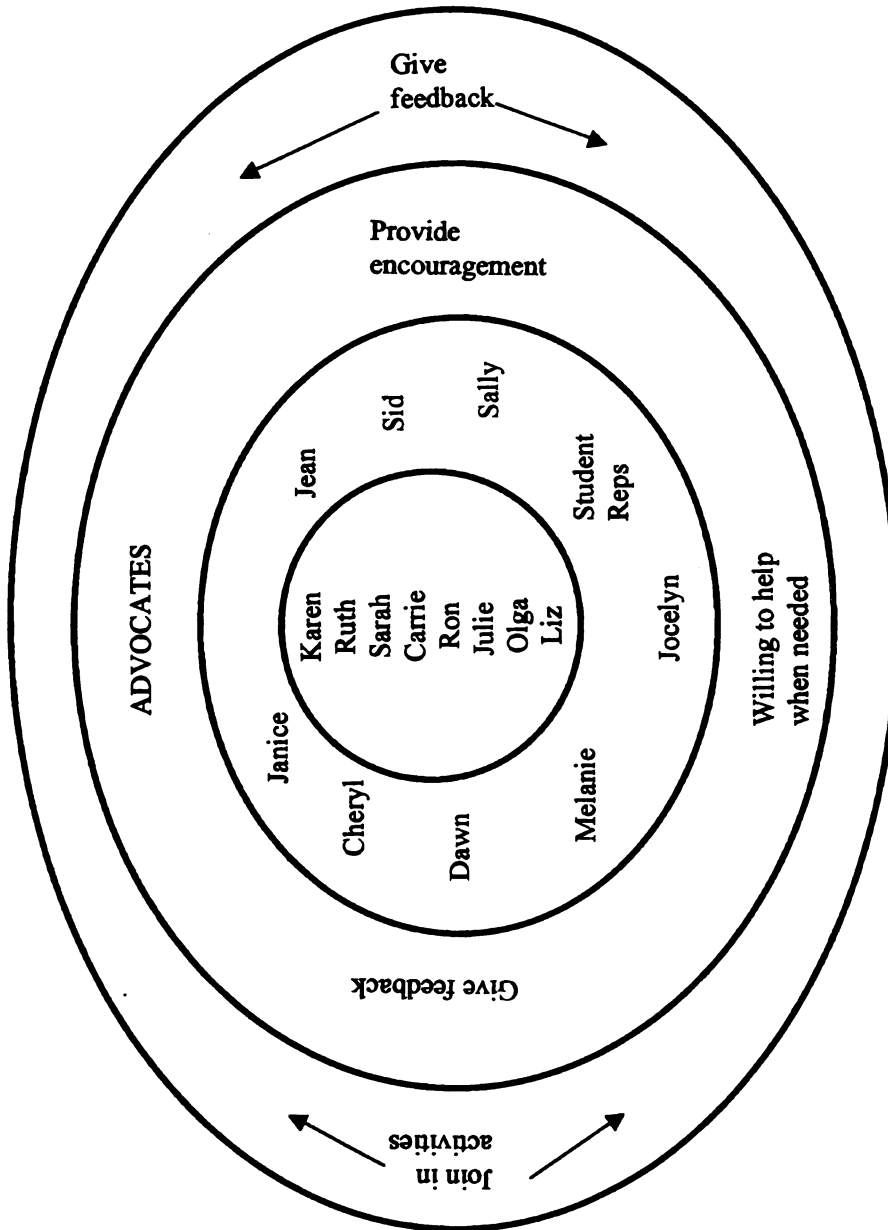 Give
feedback
Provide
encouragement
ADVOCATES
Jean
Sid
Sally
Student
Reps
Karen
Ruth
Sarah
Carrie
Ron
Julie
Olga
Liz
Janice
Cheryl
Dawn
Melanie
Jocelyn
Willing to help
when needed
Give feedback
Join in
activities